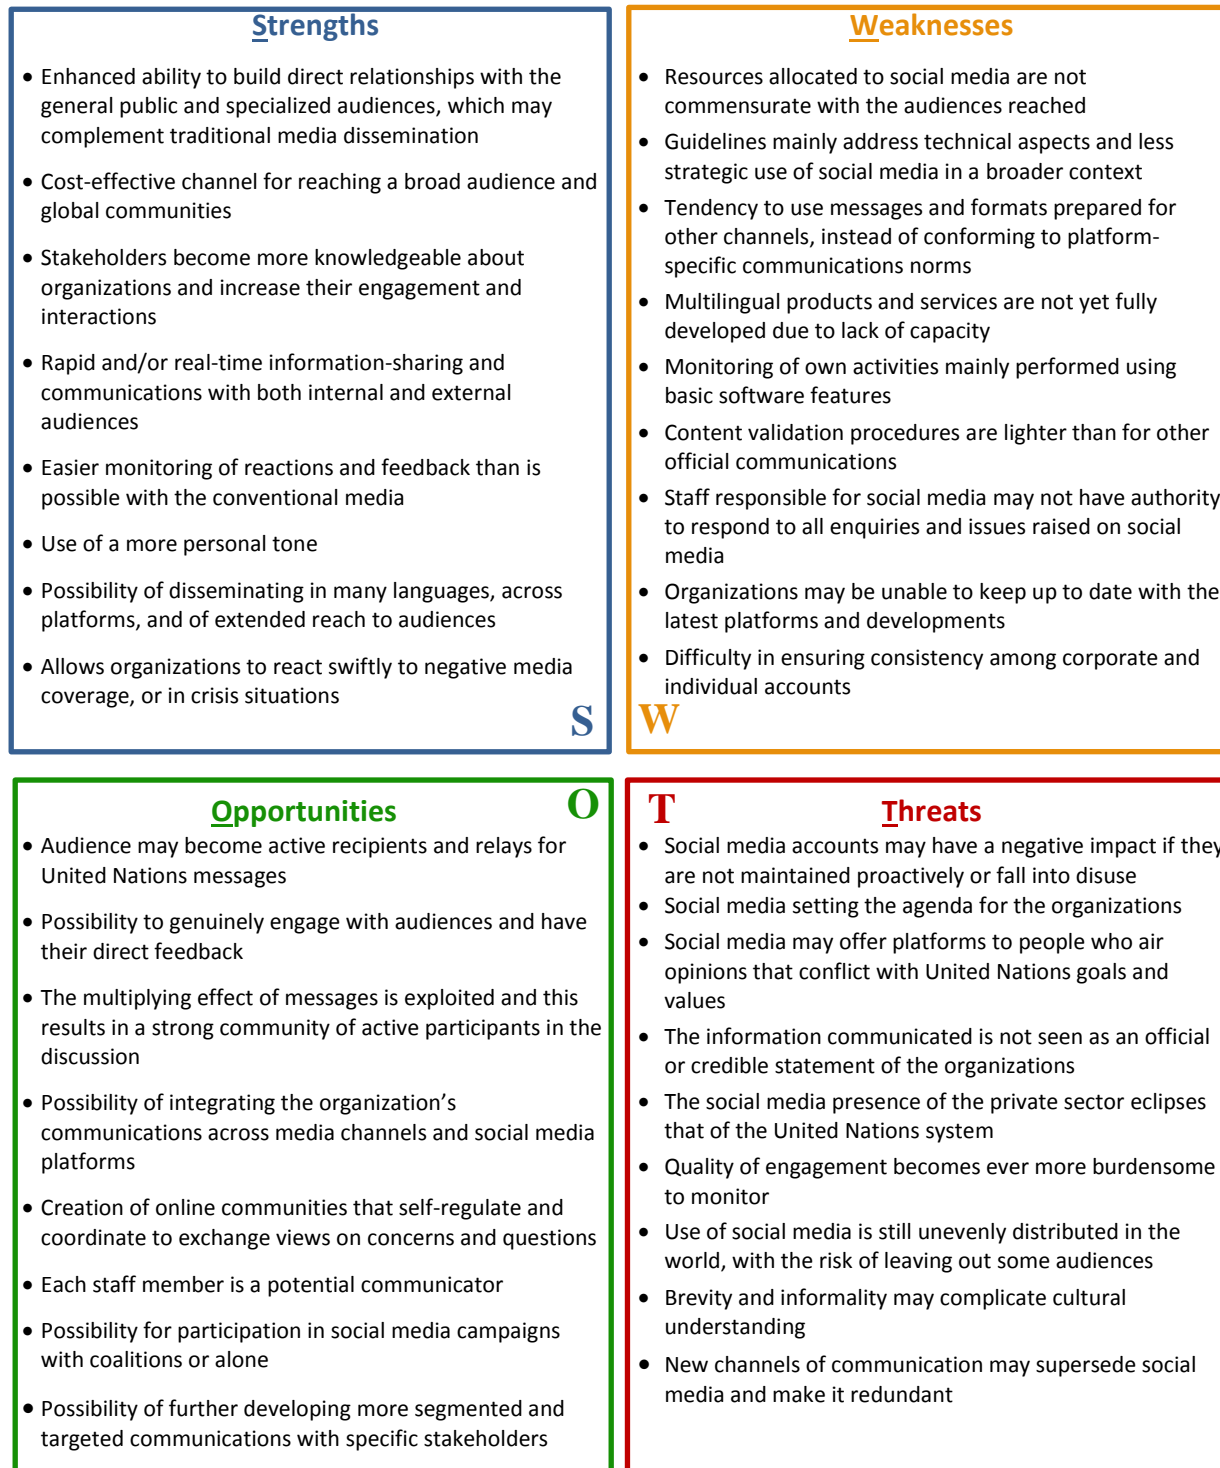 Strengths
• Enhanced ability to build direct relationships with the
general public and specialized audiences, which may
complement traditional media dissemination
• Cost-effective channel for reaching a broad audience and
global communities
• Stakeholders become more knowledgeable about
organizations and increase their engagement and
interactions
• Rapid and/or real-time information-sharing and
communications with both internal and external
audiences
• Easier monitoring of reactions and feedback than is
possible with the conventional media
• Use of a more personal tone
• Possibility of disseminating in many languages, across
platforms, and of extended reach to audiences
• Allows organizations to react swiftly to negative media
coverage, or in crisis situations
S
Weaknesses
• Resources allocated to social media are not
commensurate with the audiences reached
• Guidelines mainly address technical aspects and less
strategic use of social media in a broader context
• Tendency to use messages and formats prepared for
other channels, instead of conforming to platform-
specific communications norms
• Multilingual products and services are not yet fully
developed due to lack of capacity
• Monitoring of own activities mainly performed using
basic software features
• Content validation procedures are lighter than for other
official communications
• Staff responsible for social media may not have authority
to respond to all enquiries and issues raised on social
media
• Organizations may be unable to keep up to date with the
latest platforms and developments
• Difficulty in ensuring consistency among corporate and
individual accounts
W
Opportunities
O
• Audience may become active recipients and relays for
United Nations messages
• Possibility to genuinely engage with audiences and have
their direct feedback
• The multiplying effect of messages is exploited and this
results in a strong community of active participants in the
discussion
• Possibility of integrating the organization's
communications across media channels and social media
platforms
• Creation of online communities that self-regulate and
coordinate to exchange views on concerns and questions
• Each staff member is a potential communicator
• Possibility for participation in social media campaigns
with coalitions or alone
• Possibility of further developing more segmented and
targeted communications with specific stakeholders
T
Threats
• Social media accounts may have a negative impact if they
are not maintained proactively or fall into disuse
• Social media setting the agenda for the organizations
• Social media may offer platforms to people who air
opinions that conflict with United Nations goals and
values
• The information communicated is not seen as an official
or credible statement of the organizations
• The social media presence of the private sector eclipses
that of the United Nations system
• Quality of engagement becomes ever more burdensome
to monitor
• Use of social media is still unevenly distributed in the
world, with the risk of leaving out some audiences
• Brevity and informality may complicate cultural
understanding
• New channels of communication may supersede social
media and make it redundant